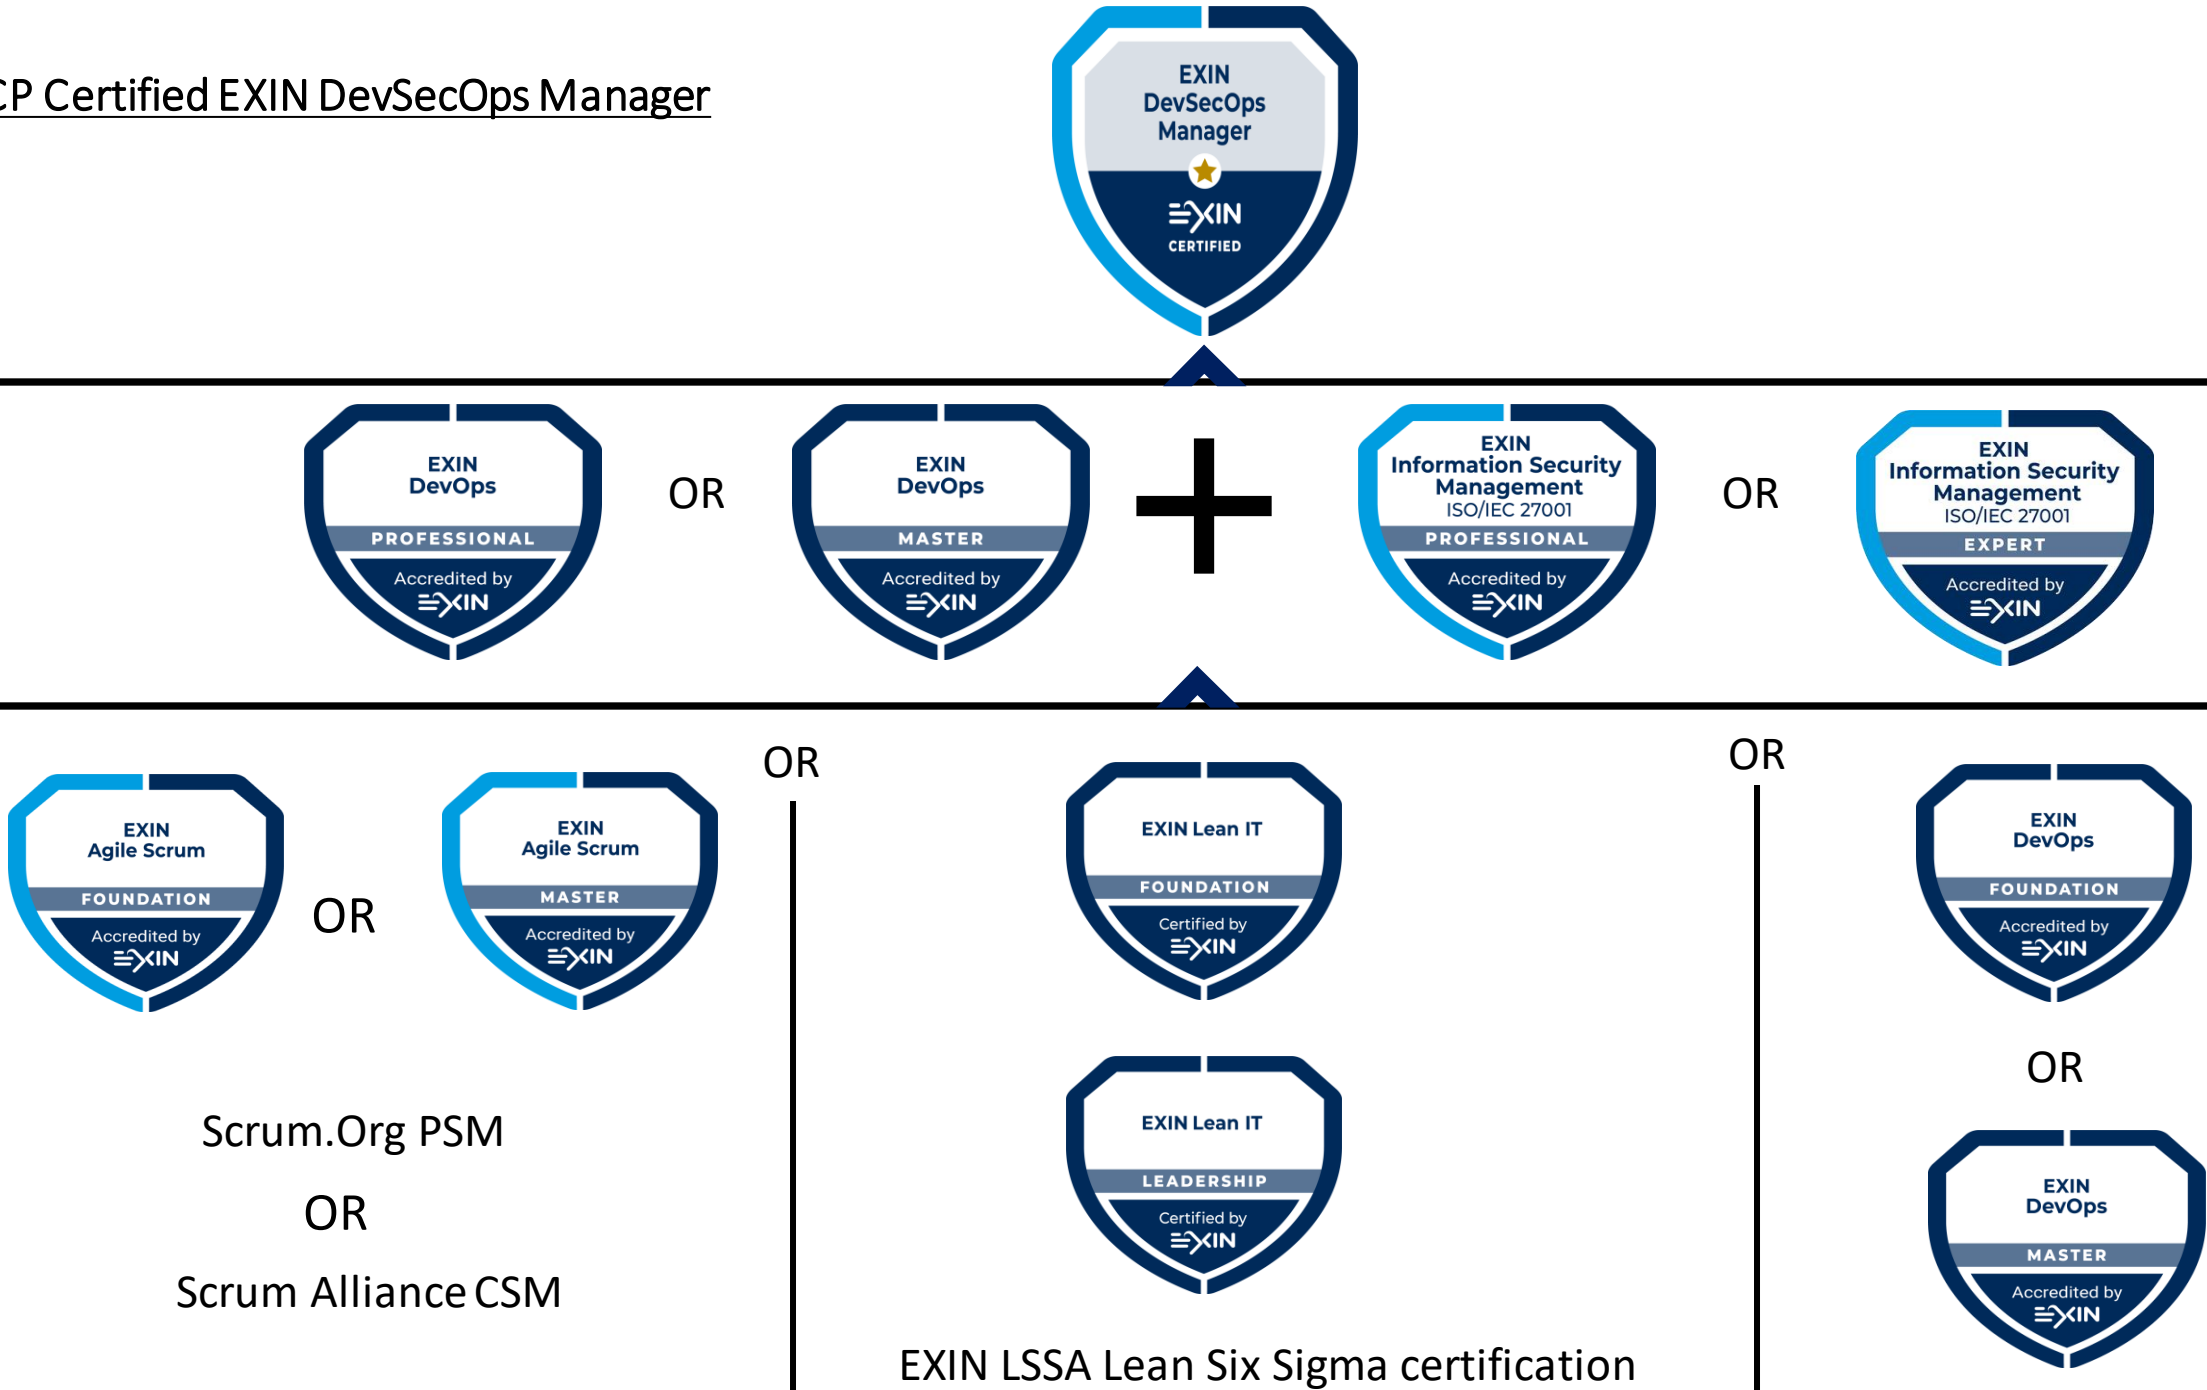 CP Certified EXIN DevSecOps Manager
EXIN
DevSecOps
Manager
EXIN
CERTIFIED
EXIN
DevOps
PROFESSIONAL
Accredited by
EXIN
OR
EXIN
DevOps
MASTER
Accredited by
EXIN
+
EXIN
Information Security
Management
ISO/IEC 27001
PROFESSIONAL
Accredited by
EXIN
OR
EXIN
Information Security
Management
ISO/IEC 27001
EXPERT
Accredited by
EXIN
EXIN
Agile Scrum
FOUNDATION
Accredited by
EXIN
OR
EXIN
Agile Scrum
MASTER
Accredited by
EXIN
Scrum.Org PSM
OR
Scrum Alliance CSM
OR
EXIN Lean IT
FOUNDATION
Certified by
EXIN
EXIN Lean IT
LEADERSHIP
Certified by
EXIN
EXIN LSSA Lean Six Sigma certification
OR
EXIN
DevOps
FOUNDATION
Accredited by
EXIN
OR
EXIN
DevOps
MASTER
Accredited by
EXIN